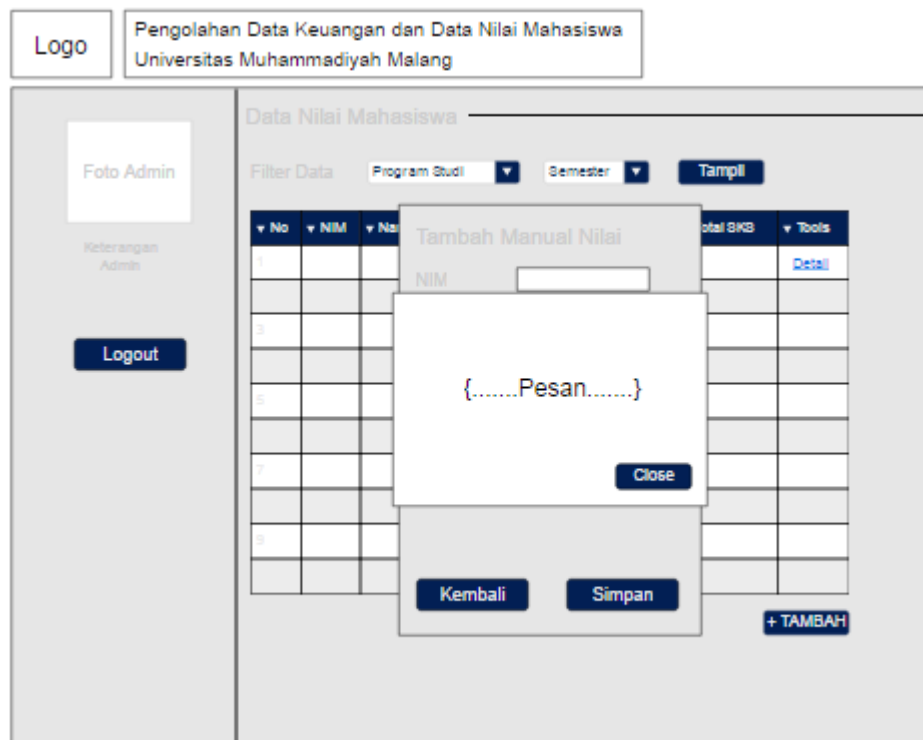 Logo
Pengolahan Data Keuangan dan Data Nilai Mahasiswa
Universitas Muhammadiyah Malang
Data Nilai Mahasiswa
Foto Admin
Filter Data Program Studi Semester Tampil
Keterangan
Admin
No NIM SKS Tools
Tambah Manual Nilai
1 Detail
NIM
3
Logout
{.......Pesan.......}
5
7
Close
9
Kembali Simpan
+ TAMBAH